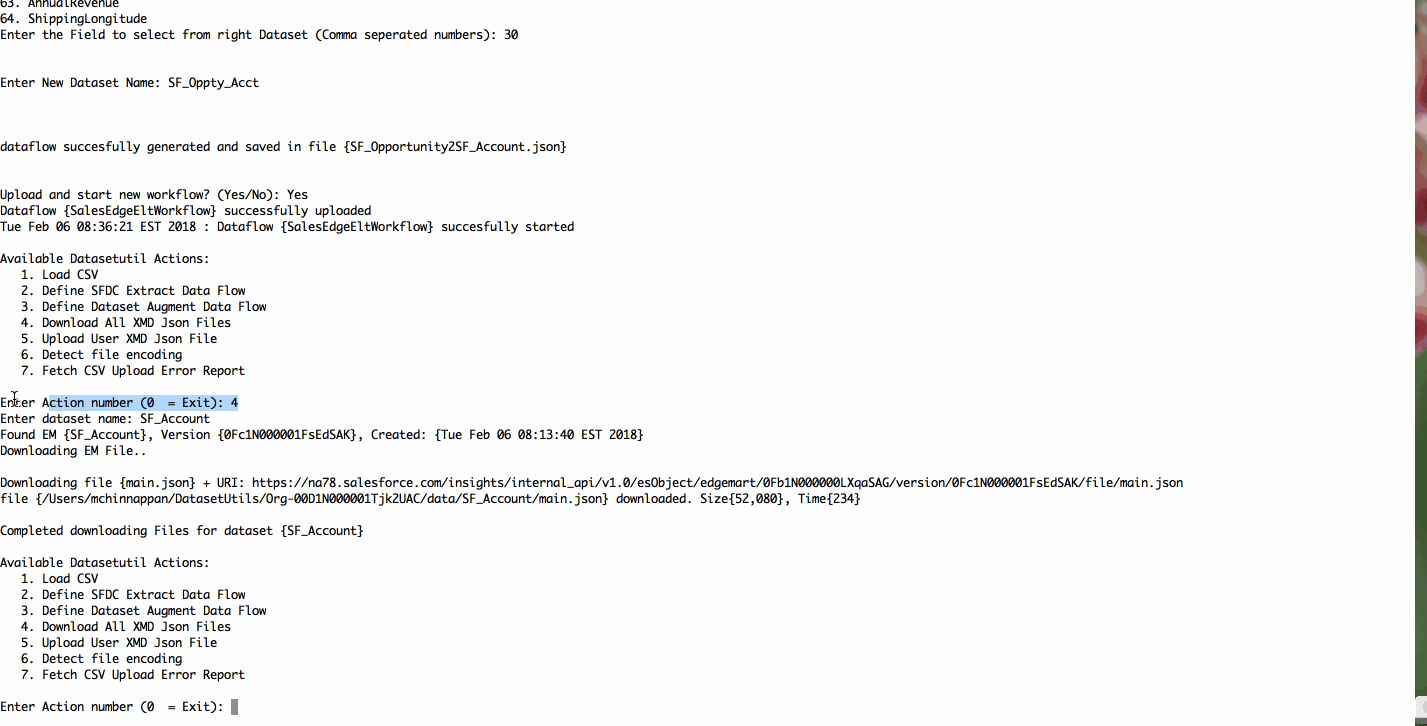 63. AnnualRevenue
64. ShippingLongitude
Enter the Field to select from right Dataset (Comma seperated numbers): 30
Enter New Dataset Name: SF_Oppty_Acct
dataflow succesfully generated and saved in file {SF_Opportunity2SF_Account.json}
Upload and start new workflow? (Yes/No): Yes
Dataflow {SalesEdgeEltWorkflow} successfully uploaded
Tue Feb 06 08:36:21 EST 2018 : Dataflow {SalesEdgeEltWorkflow} succesfully started
Available Datasetutil Actions:
1. Load CSV
2. Define SFDC Extract Data Flow
3. Define Dataset Augment Data Flow
4. Download All XMD Json Files
5. Upload User XMD Json File
6. Detect file encoding
7. Fetch CSV Upload Error Report
Enter Action number (0  = Exit): 4
Enter dataset name: SF_Account
Found EM {SF_Account}, Version {0Fc1N000001FsEdSAK}, Created: {Tue Feb 06 08:13:40 EST 2018}
Downloading EM File..
Downloading file {main.json} + URI: https://na78.salesforce.com/insights/internal_api/v1.0/esObject/edgemart/0Fb1N000000LXqaSAG/version/0Fc1N000001FsEdSAK/file/main.json
file {/Users/mchinnappan/DatasetUtils/Org-00D1N000001Tjk2UAC/data/SF_Account/main.json} downloaded. Size{52,080}, Time{234}
Completed downloading Files for dataset {SF_Account}
Available Datasetutil Actions:
1. Load CSV
2. Define SFDC Extract Data Flow
3. Define Dataset Augment Data Flow
4. Download All XMD Json Files
5. Upload User XMD Json File
6. Detect file encoding
7. Fetch CSV Upload Error Report
Enter Action number (0  = Exit):